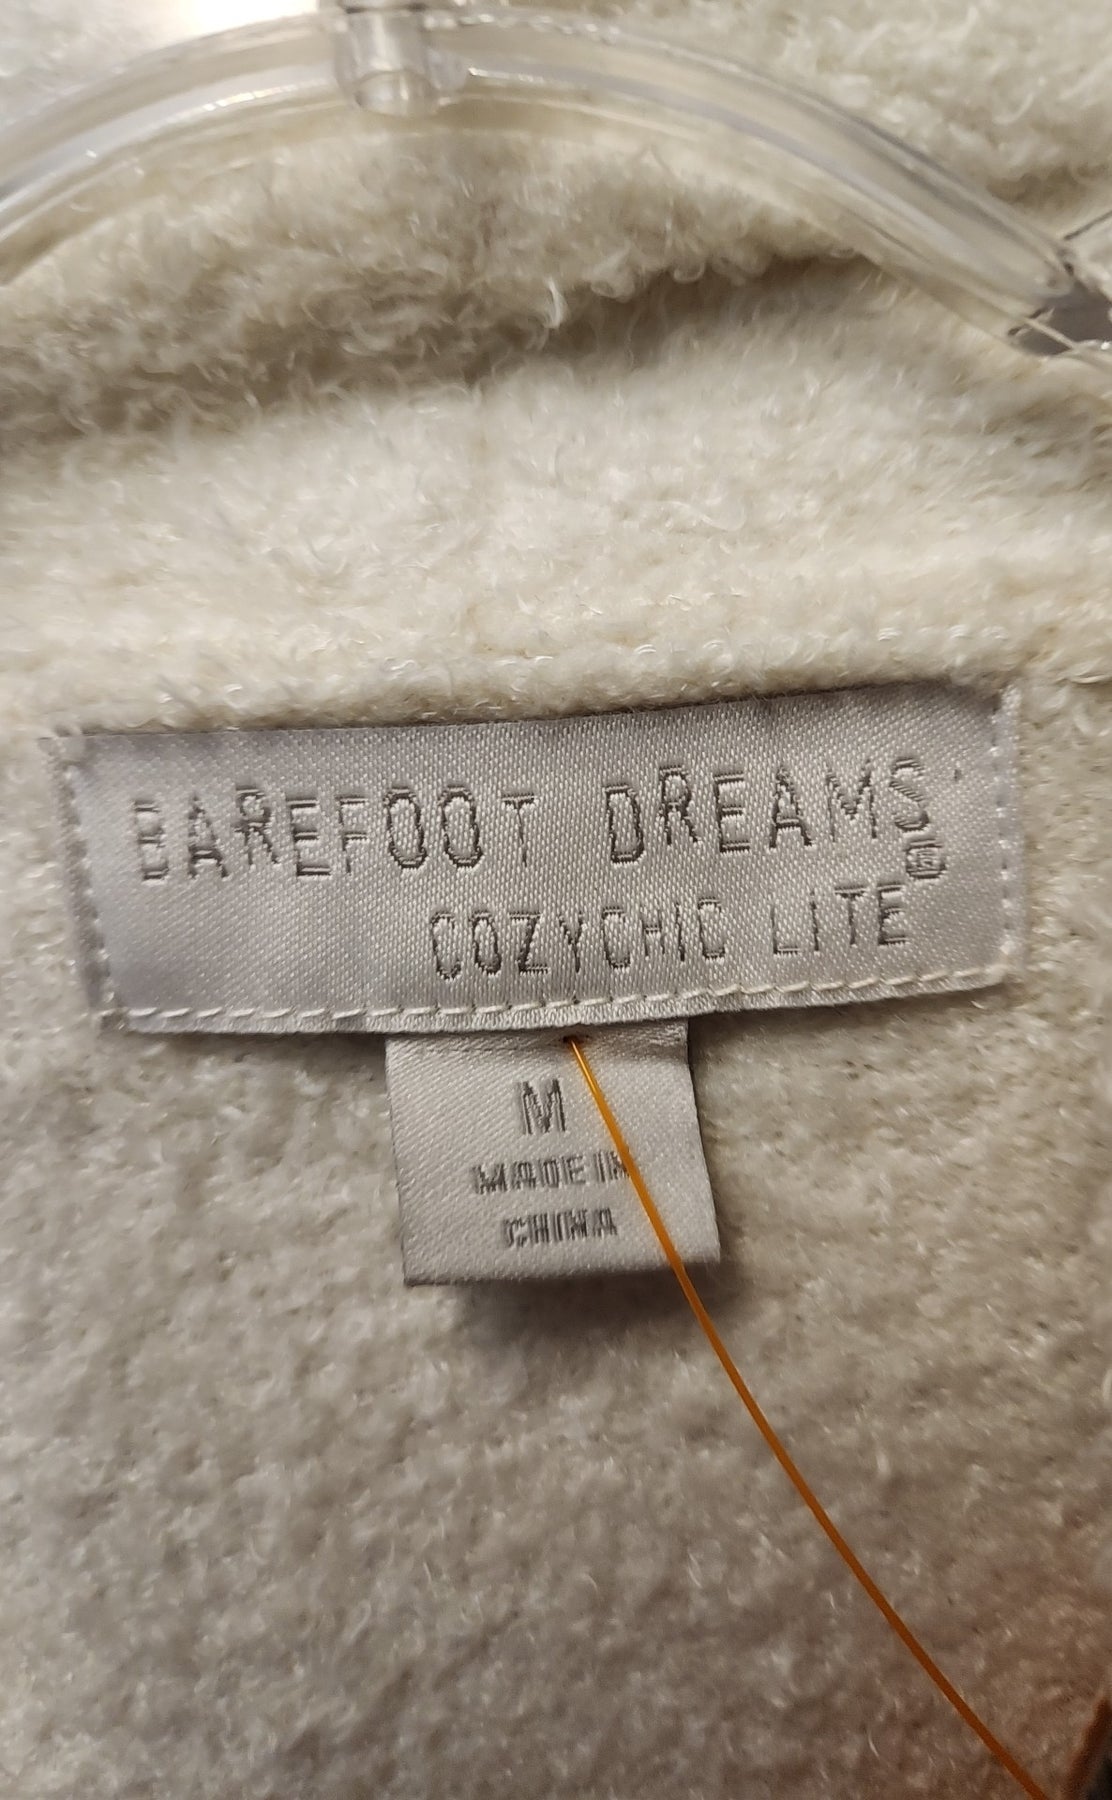 BAREFOOT DREAMS®
COZYCHIC LITE
M
MADE IN
CHINA